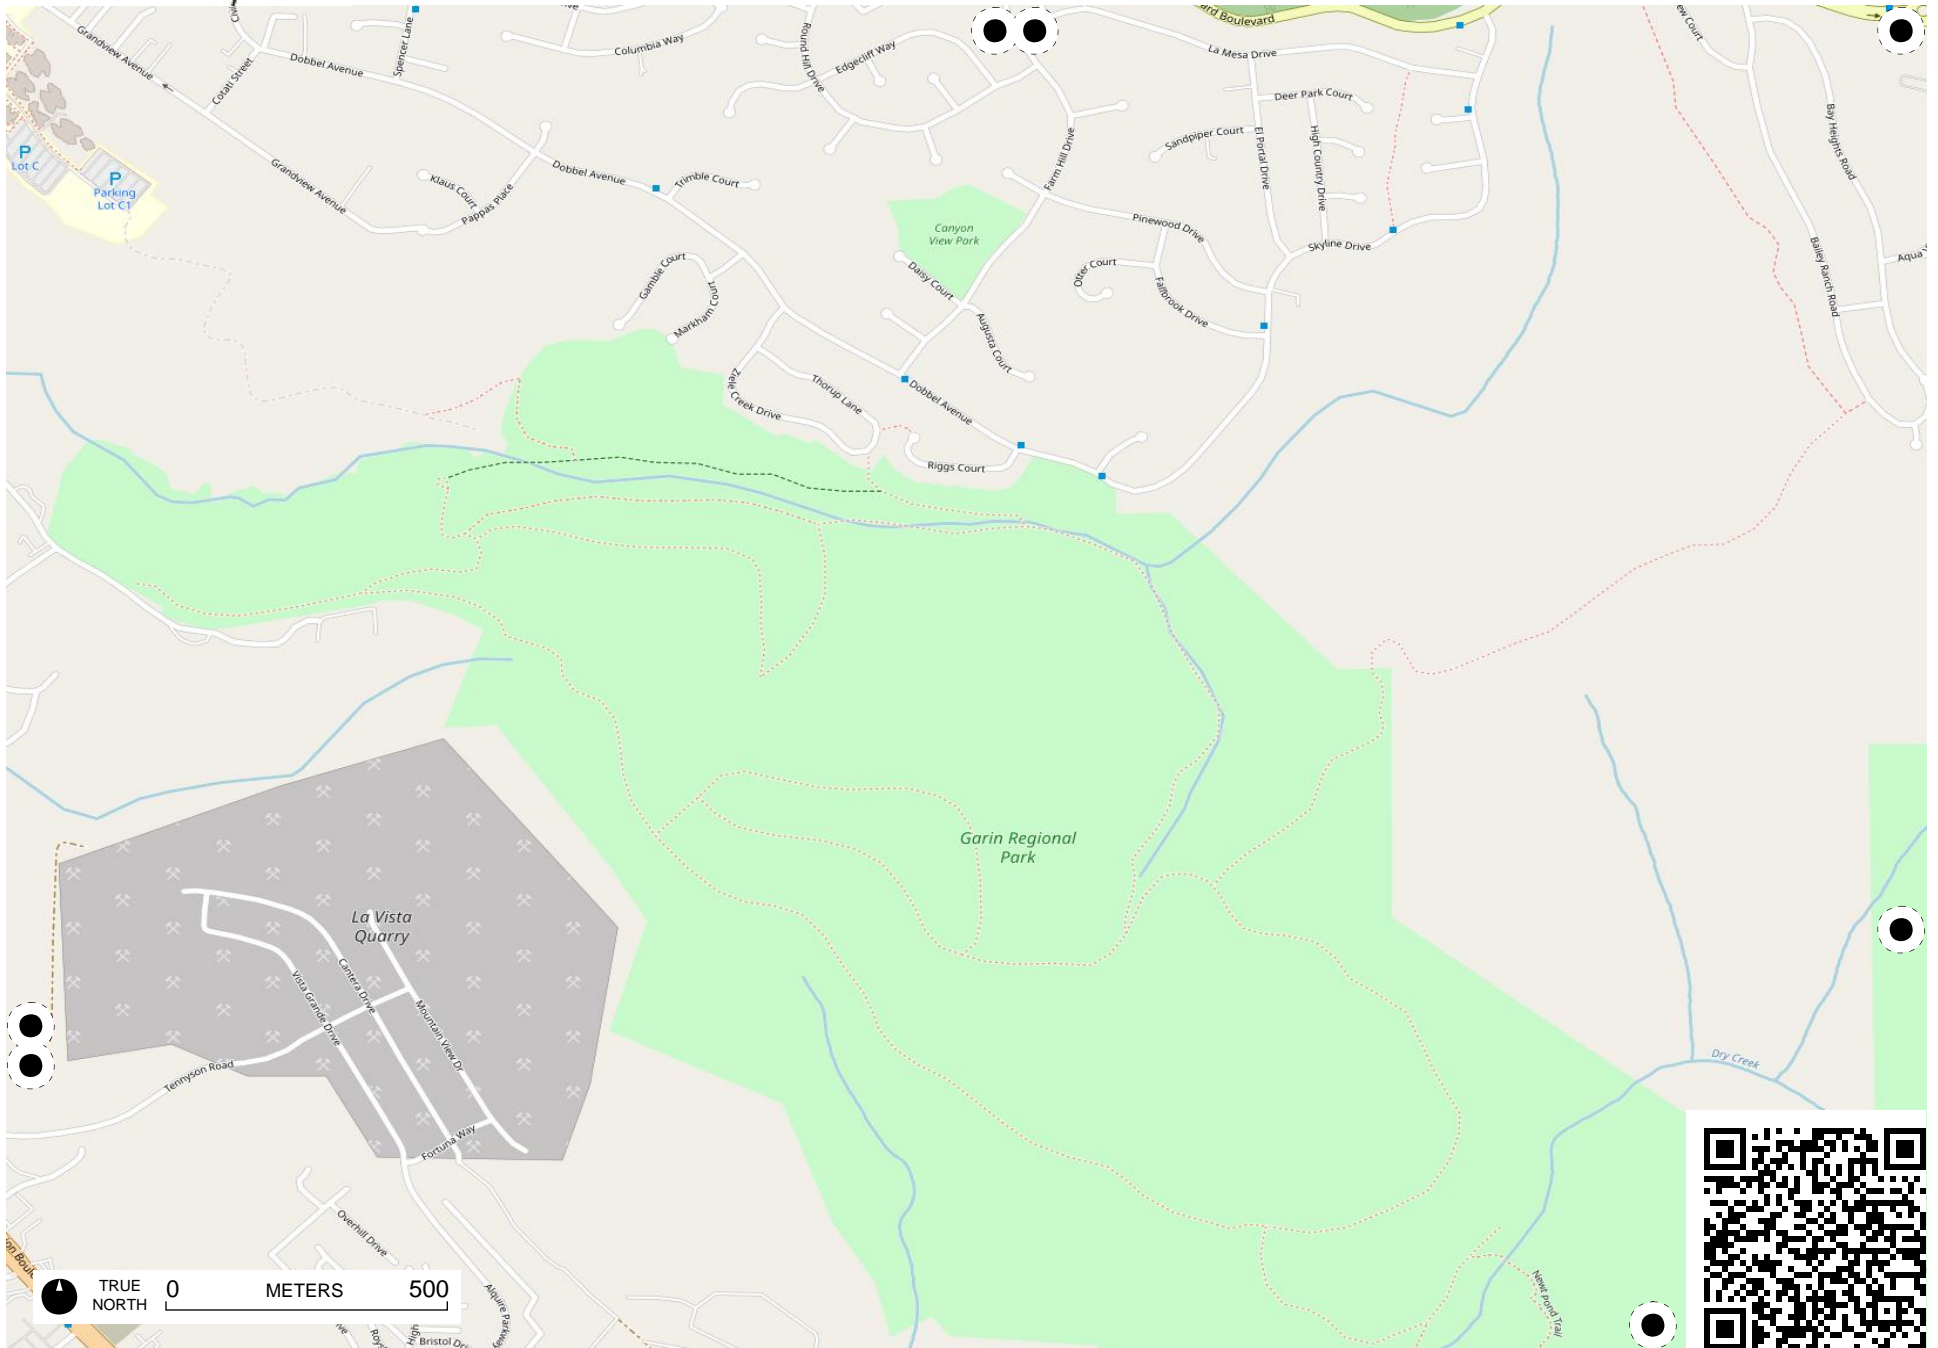 Grandview Avenue
Cotati Street
Dobbel Avenue
Spencer Lane
Columbia Way
Round Hill Drive
Edgecliff Way
La Mesa Drive
Deer Park Court
Sandpiper Court
El Portal Drive
High Country Drive
Farm Hill Drive
Bay Heights Road
Bailey Ranch Road
P
Lot C
P
Parking
Lot C1
Grandview Avenue
Klaus Court
Pappas Place
Dobbel Avenue
Trimble Court
Canyon
View Park
Pinewood Drive
Skyline Drive
Gamble Court
Markham Court
Daisy Court
Otter Court
Fallbrook Drive
Augusta Court
Ziele Creek Drive
Thorup Lane
Dobbel Avenue
Riggs Court
Garin Regional
Park
La Vista
Quarry
Vista Grande Drive
Cantera Drive
Mountain View Dr
Tennyson Road
Fortuna Way
Dry Creek
Overhill Drive
Alquire Parkway
Newt Pond Trail
TRUE
NORTH
0 METERS 500